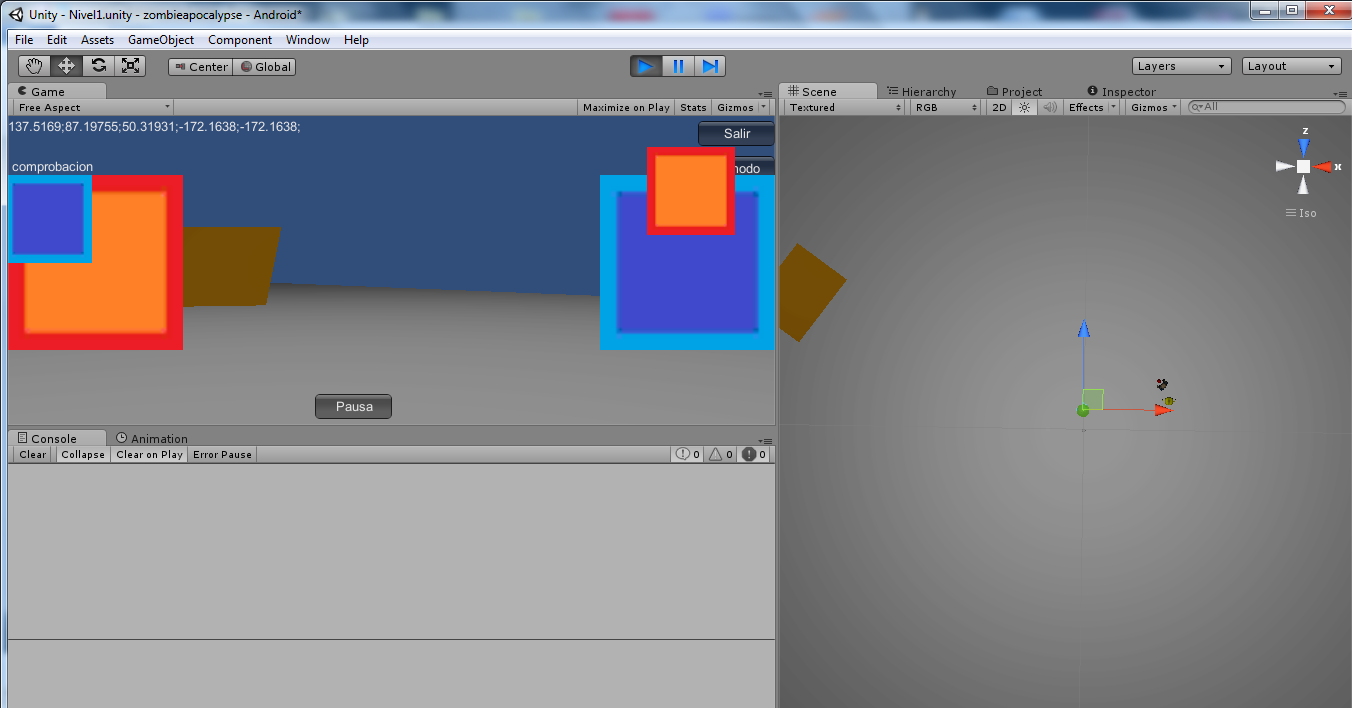 Unity - Nivel1.unity - zombieapocalypse - Android*
File Edit Assets GameObject Component Window Help
Center Global Layers Layout
Game
Free Aspect Maximize on Play Stats Gizmos
137.5169;87.19755;50.31931;-172.1638;-172.1638;
Salir
comprobacion
nodo
Pausa
Console Animation
Clear Collapse Clear on Play Error Pause 0 0 0
Scene Hierarchy Project Inspector
Textured RGB 2D Effects Gizmos All
z
x
Iso